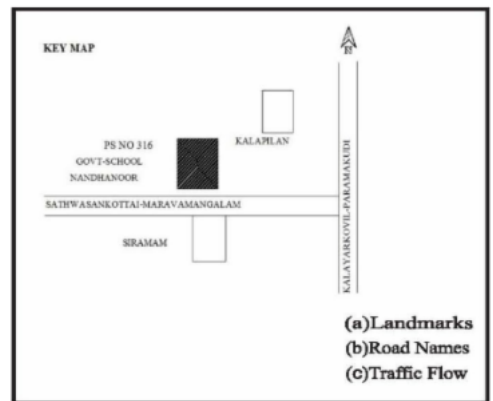 KEY MAP
N
KALAPILAN
PS NO 316
GOVT-SCHOOL
NANDHANOOR
SATHWASANKOTTAI-MARAVAMANGALAM
SIRAMAM
KALAYARKOVIL-PARAMAKUDI
(a)Landmarks
(b)Road Names
(c)Traffic Flow